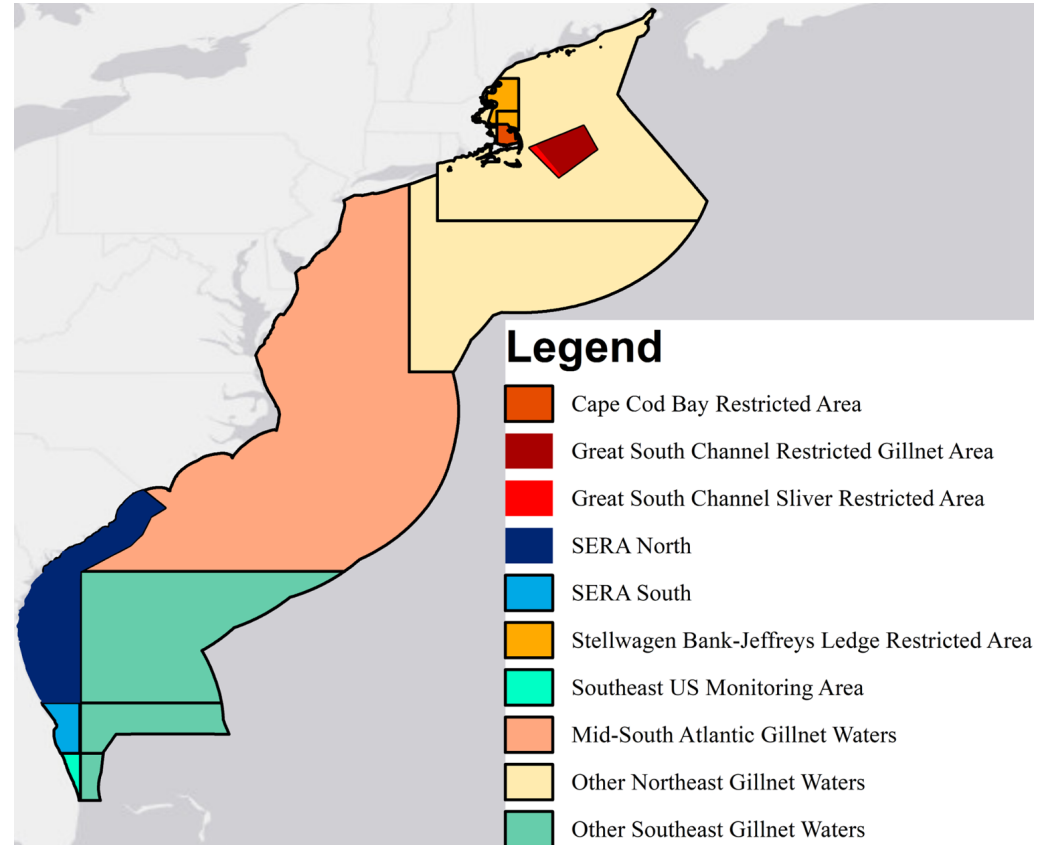 Legend
Cape Cod Bay Restricted Area
Great South Channel Restricted Gillnet Area
Great South Channel Sliver Restricted Area
SERA North
SERA South
Stellwagen Bank-Jeffreys Ledge Restricted Area
Southeast US Monitoring Area
Mid-South Atlantic Gillnet Waters
Other Northeast Gillnet Waters
Other Southeast Gillnet Waters